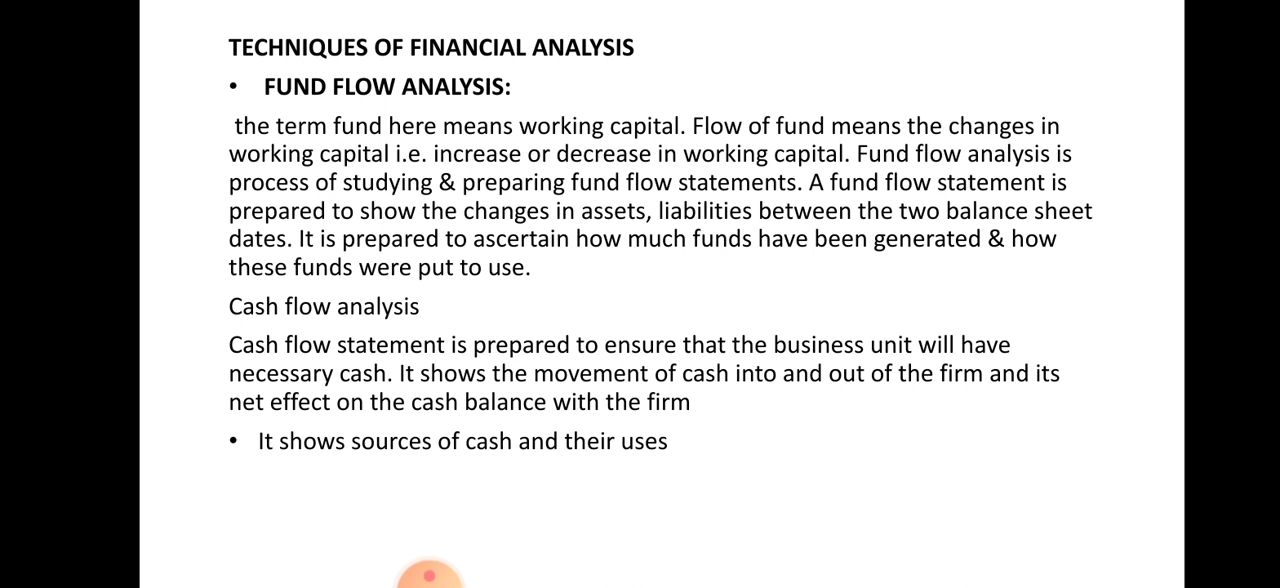 TECHNIQUES OF FINANCIAL ANALYSIS
• FUND FLOW ANALYSIS:
the term fund here means working capital. Flow of fund means the changes in
working capital i.e. increase or decrease in working capital. Fund flow analysis is
process of studying & preparing fund flow statements. A fund flow statement is
prepared to show the changes in assets, liabilities between the two balance sheet
dates. It is prepared to ascertain how much funds have been generated & how
these funds were put to use.
Cash flow analysis
Cash flow statement is prepared to ensure that the business unit will have
necessary cash. It shows the movement of cash into and out of the firm and its
net effect on the cash balance with the firm
• It shows sources of cash and their uses